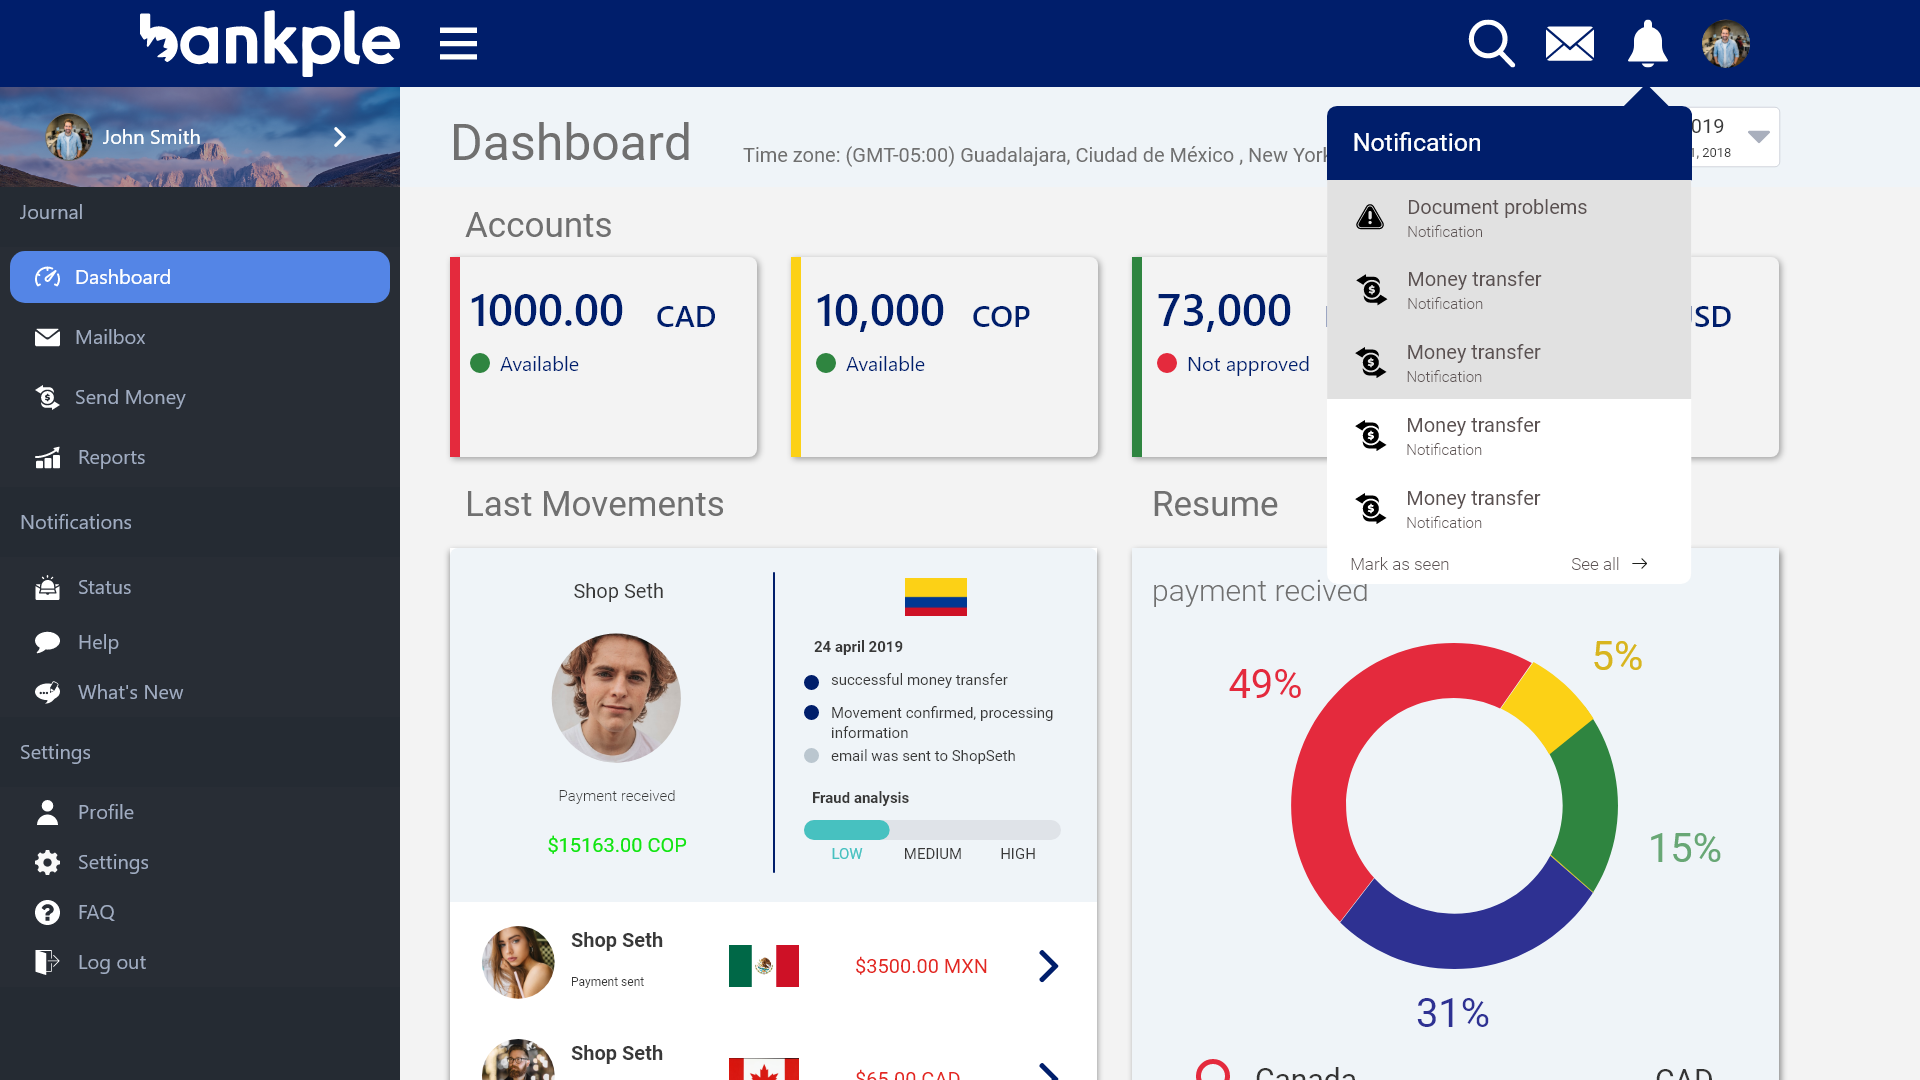 bankple
John Smith
Journal
Dashboard
Mailbox
Send Money
Reports
Notifications
Status
Help
What's New
Settings
Profile
Settings
FAQ
Log out
Dashboard
Time zone: (GMT-05:00) Guadalajara, Ciudad de México , New York
019
, 2018
Notification
Document problems
Notification
Money transfer
Notification
Money transfer
Notification
Money transfer
Notification
Money transfer
Notification
Mark as seen
See all
Accounts
1000.00 CAD
Available
10,000 COP
Available
73,000
Not approved
SD
Last Movements
Shop Seth
Payment received
$15163.00 COP
24 april 2019
successful money transfer
Movement confirmed, processing
information
email was sent to ShopSeth
Fraud analysis
LOW MEDIUM HIGH
Shop Seth
Payment sent
$3500.00 MXN
Shop Seth
$65.00 CAD
Resume
payment recived
49%
5%
15%
31%
Canada
CAD